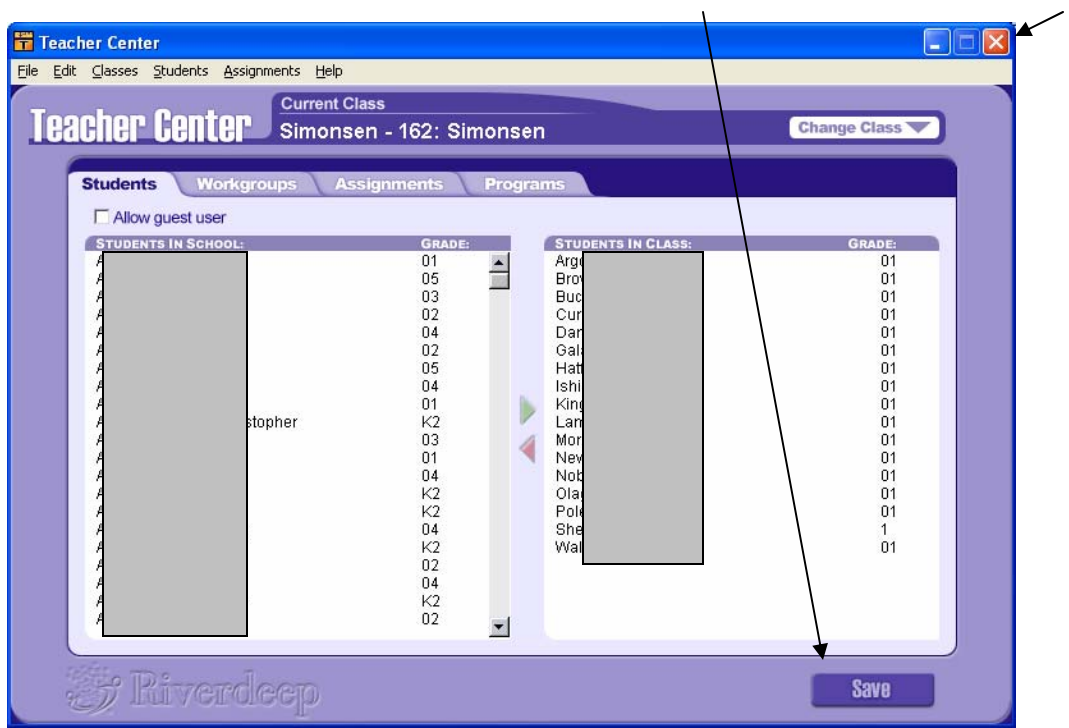 Teacher Center
File Edit Classes Students Assignments Help
Teacher Center
Current Class
Simonsen - 162: Simonsen
Change Class
Students Workgroups Assignments Programs
Allow guest user
STUDENTS IN SCHOOL: GRADE:
A 01
A 05
A 03
A 02
A 04
A 02
A 05
A 04
A 01
A stopher K2
A 03
A 01
A 04
A K2
A K2
A 04
A K2
A 02
A 04
A K2
A 02
STUDENTS IN CLASS: GRADE:
Arg 01
Bro 01
Buc 01
Cur 01
Dar 01
Gal 01
Hat 01
Ishi 01
King 01
Lam 01
Mor 01
Nev 01
Nob 01
Ola 01
Pol 01
She 1
Wal 01
Riverdeep
Save